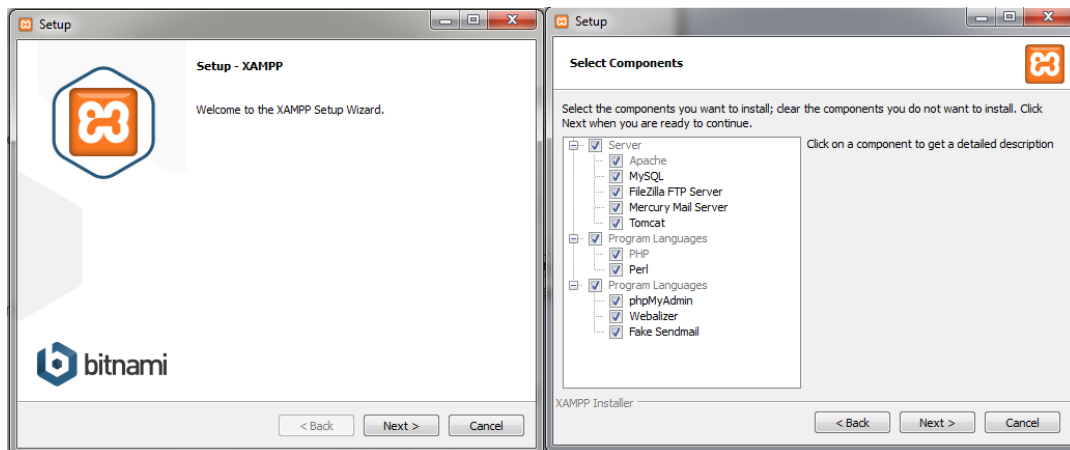 Setup
Setup - XAMPP
Welcome to the XAMPP Setup Wizard.
bitnami
< Back
Next >
Cancel
Setup
Select Components
Select the components you want to install; clear the components you do not want to install. Click
Next when you are ready to continue.
Server
Apache
MySQL
FileZilla FTP Server
Mercury Mail Server
Tomcat
Program Languages
PHP
Perl
Program Languages
phpMyAdmin
Webalizer
Fake Sendmail
Click on a component to get a detailed description
XAMPP Installer
< Back
Next >
Cancel